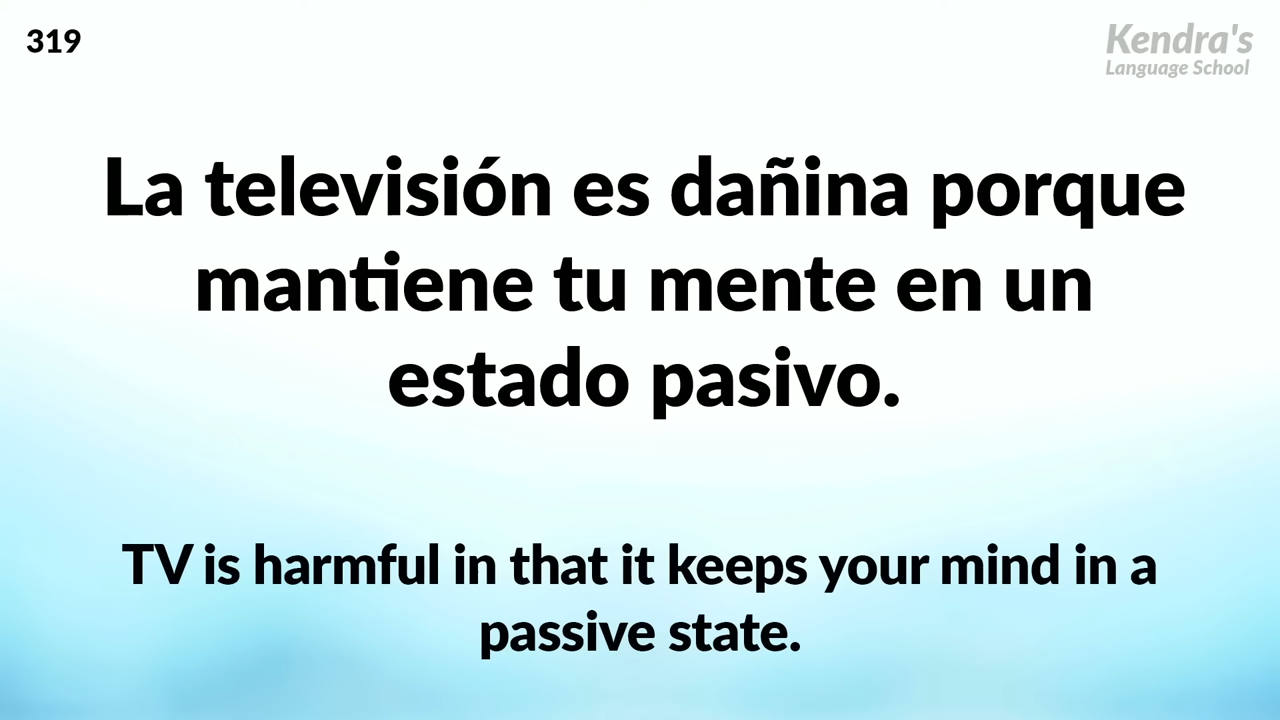 319
Kendra's
Language School
La televisión es dañina porque
mantiene tu mente en un
estado pasivo.
TV is harmful in that it keeps your mind in a
passive state.